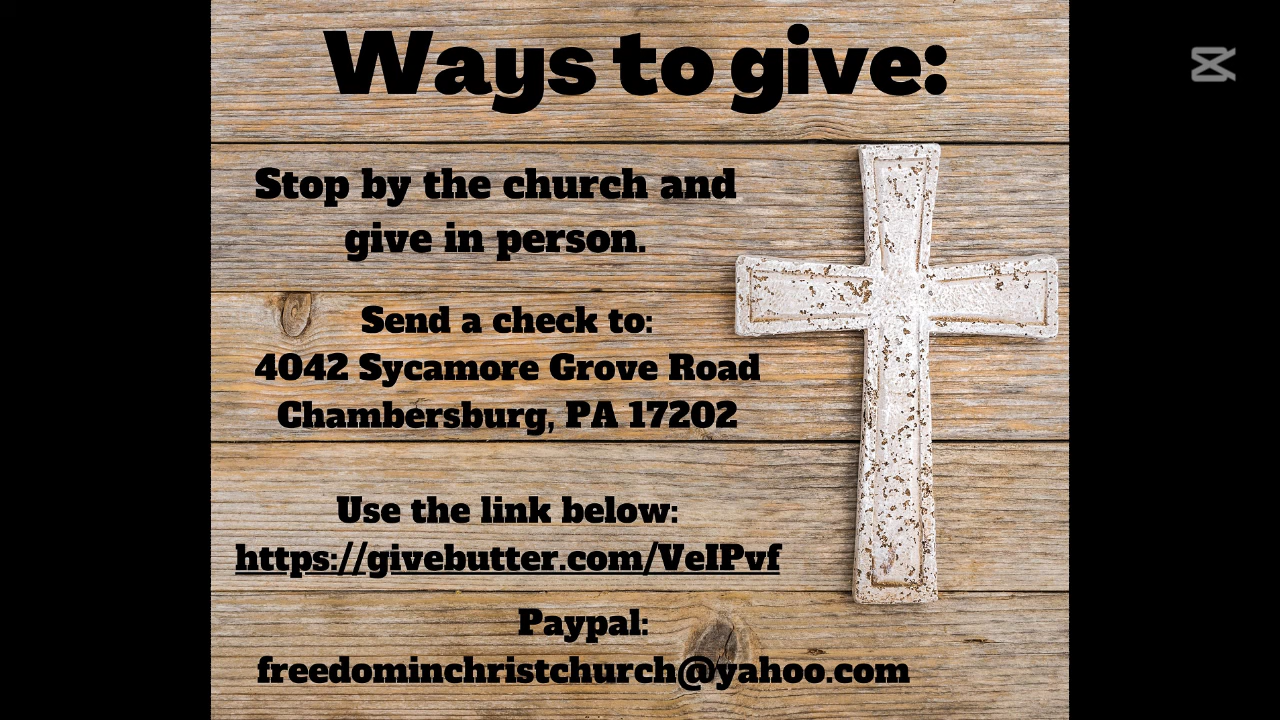 Ways to give:
Stop by the church and
give in person.
Send a check to:
4042 Sycamore Grove Road
Chambersburg, PA 17202
Use the link below:
https://givebutter.com/VeIPvf
Paypal:
freedominchristchurch@yahoo.com